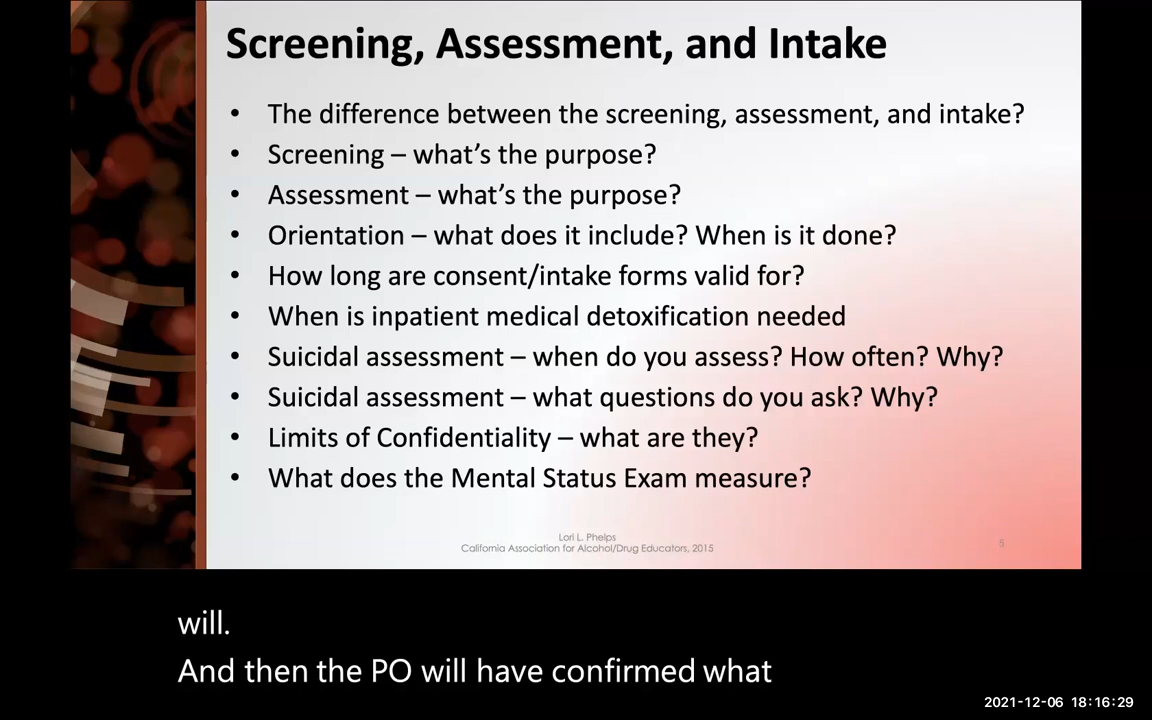 Screening, Assessment, and Intake
• The difference between the screening, assessment, and intake?
• Screening – what's the purpose?
• Assessment – what's the purpose?
• Orientation – what does it include? When is it done?
• How long are consent/intake forms valid for?
• When is inpatient medical detoxification needed
• Suicidal assessment – when do you assess? How often? Why?
• Suicidal assessment – what questions do you ask? Why?
• Limits of Confidentiality – what are they?
• What does the Mental Status Exam measure?
Lori L. Phelps
California Association for Alcohol/Drug Educators, 2015
5
will.
And then the PO will have confirmed what
2021-12-06 18:16:29